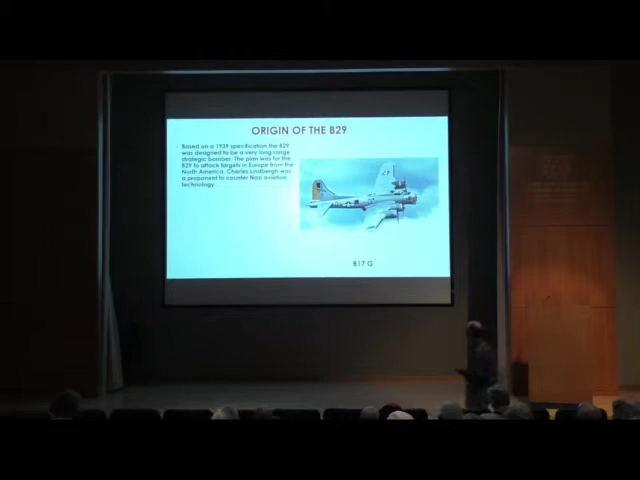 ORIGIN OF THE B29
Based on a 1939 specification the B29
was designed to be a very long-range
strategic bomber. The plan was for the
B29 to attack targets in Europe from the
North America. Charles Lindbergh was
a proponent to counter Nazi aviation
technology
B17 G